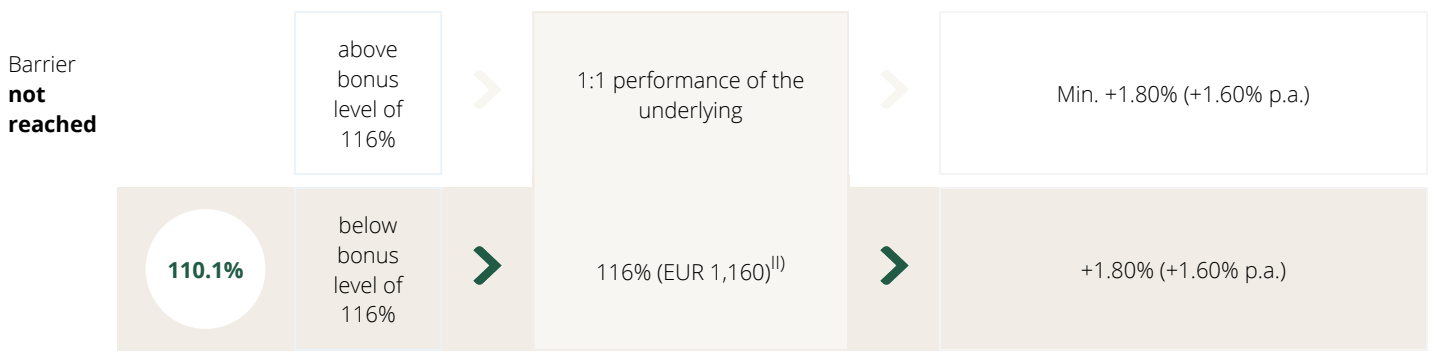 Barrier
not
reached
above
bonus
level of
116%
1:1 performance of the
underlying
Min. +1.80% (+1.60% p.a.)
110.1%
below
bonus
level of
116%
116% (EUR 1,160)II)
+1.80% (+1.60% p.a.)